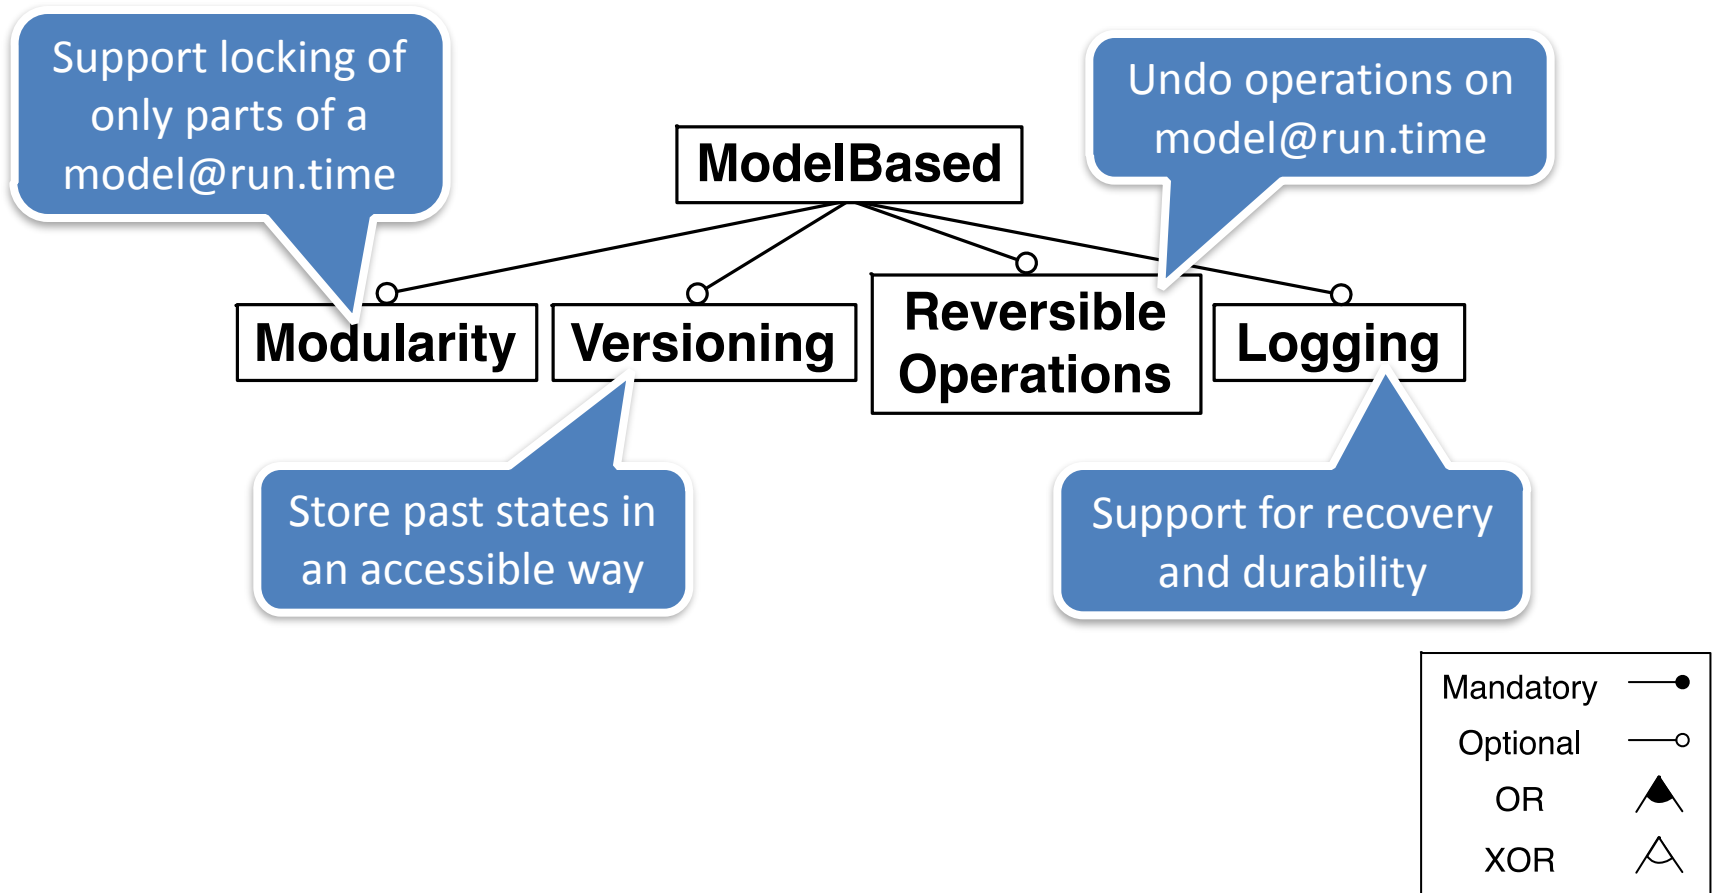 Support locking of
only parts of a
model@run.time
Undo operations on
model@run.time
ModelBased
Modularity
Versioning
Reversible
Operations
Logging
Store past states in
an accessible way
Support for recovery
and durability
Mandatory
Optional
OR
XOR